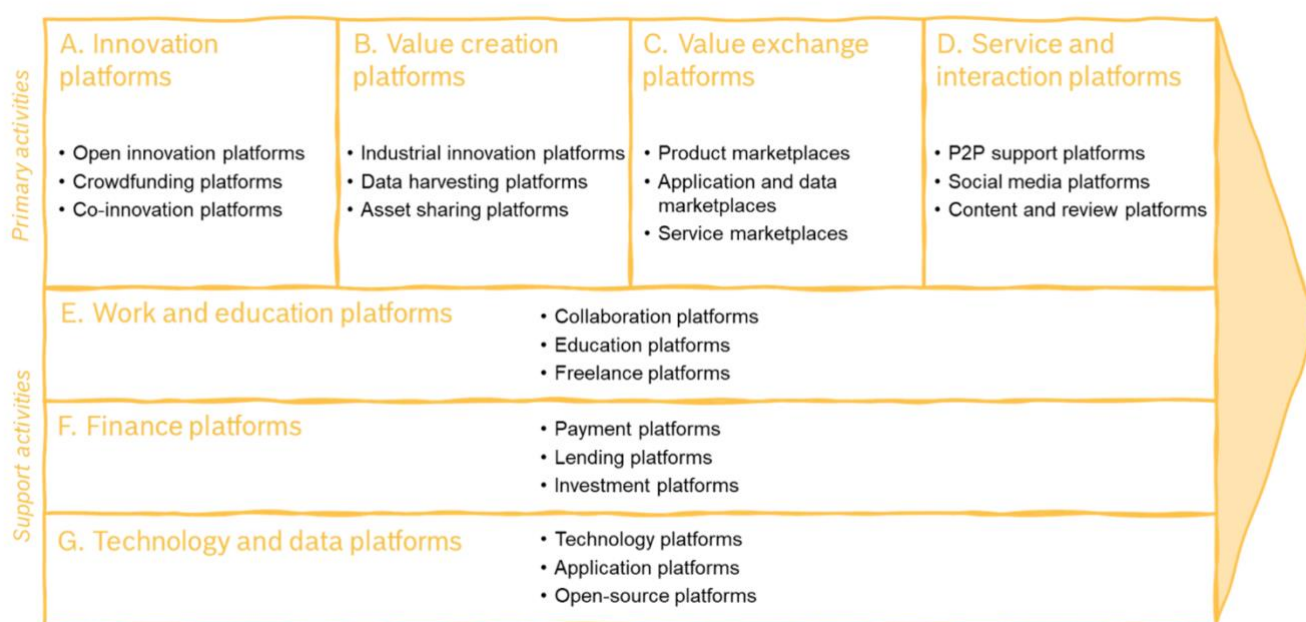 Primary activities
A. Innovation
platforms
• Open innovation platforms
• Crowdfunding platforms
• Co-innovation platforms
B. Value creation
platforms
• Industrial innovation platforms
• Data harvesting platforms
• Asset sharing platforms
C. Value exchange
platforms
• Product marketplaces
• Application and data
marketplaces
• Service marketplaces
D. Service and
interaction platforms
• P2P support platforms
• Social media platforms
• Content and review platforms
Support activities
E. Work and education platforms
• Collaboration platforms
• Education platforms
• Freelance platforms
F. Finance platforms
• Payment platforms
• Lending platforms
• Investment platforms
G. Technology and data platforms
• Technology platforms
• Application platforms
• Open-source platforms